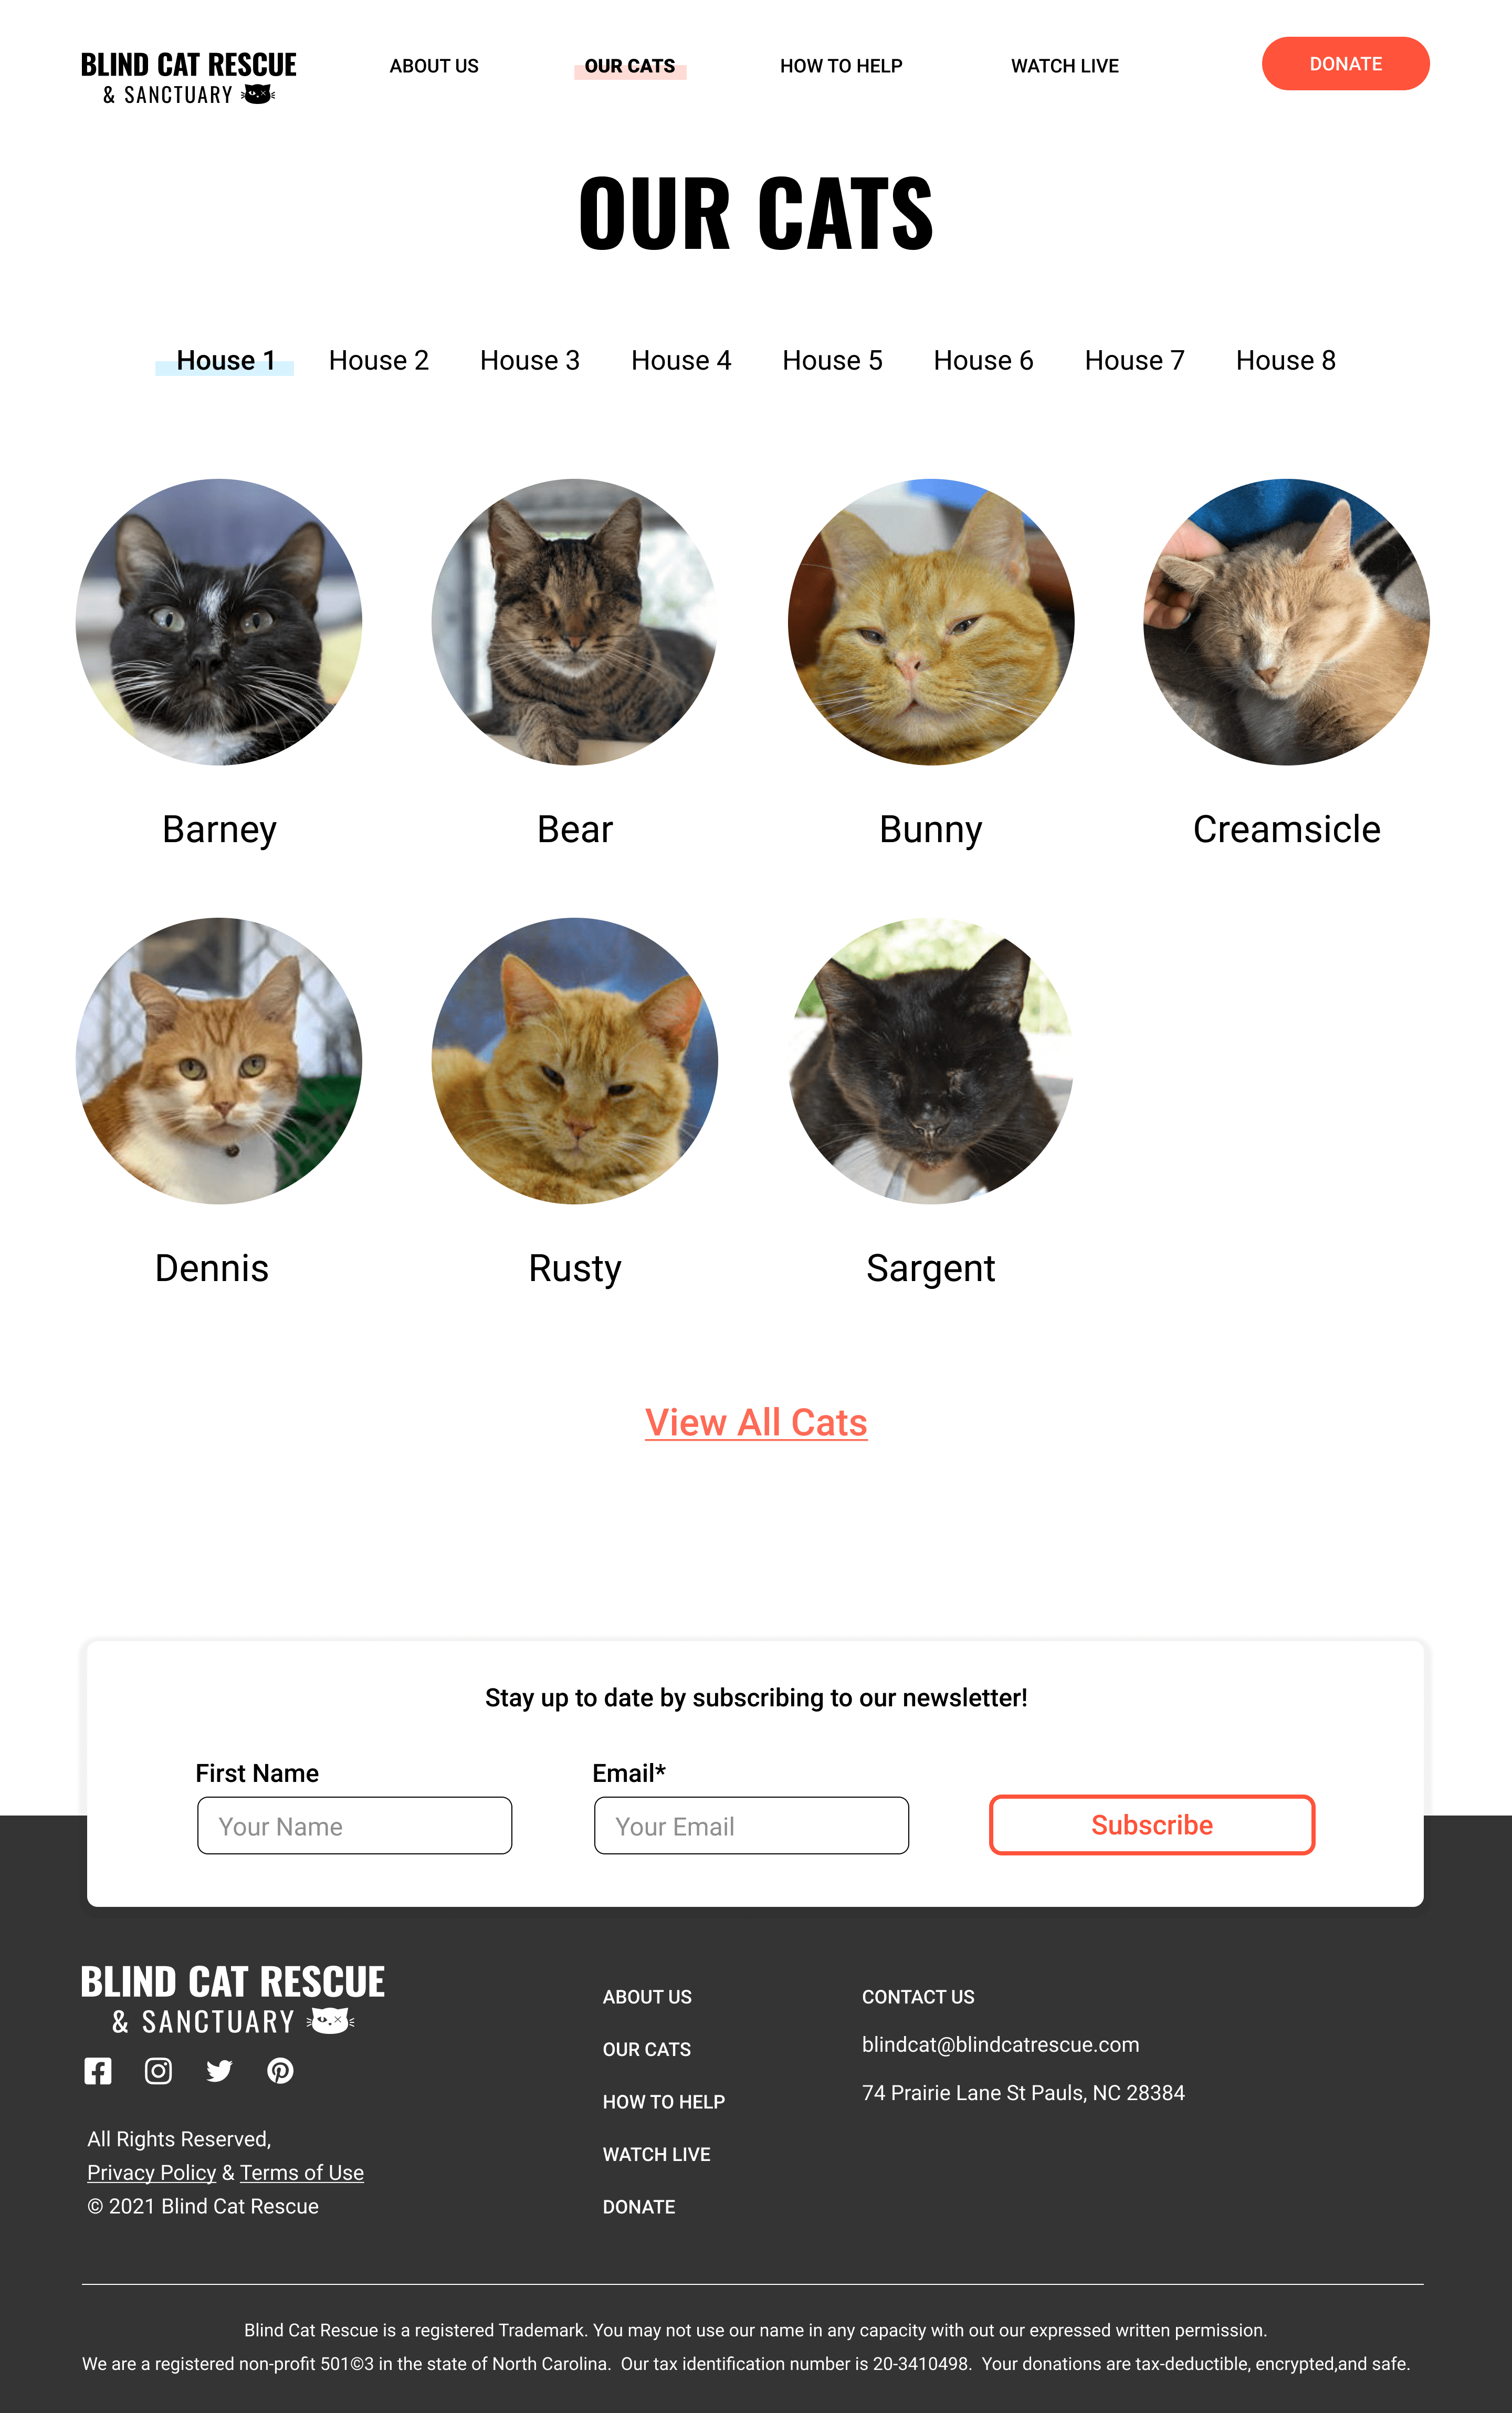 BLIND CAT RESCUE
& SANCTUARY
ABOUT US
OUR CATS
HOW TO HELP
WATCH LIVE
DONATE
OUR CATS
House 1
House 2
House 3
House 4
House 5
House 6
House 7
House 8
Barney
Bear
Bunny
Creamsicle
Dennis
Rusty
Sargent
View All Cats
Stay up to date by subscribing to our newsletter!
First Name
Your Name
Email*
Your Email
Subscribe
BLIND CAT RESCUE
& SANCTUARY
All Rights Reserved,
Privacy Policy & Terms of Use
© 2021 Blind Cat Rescue
ABOUT US
OUR CATS
HOW TO HELP
WATCH LIVE
DONATE
CONTACT US
blindcat@blindcatrescue.com
74 Prairie Lane St Pauls, NC 28384
Blind Cat Rescue is a registered Trademark. You may not use our name in any capacity with out our expressed written permission.
We are a registered non-profit 501©3 in the state of North Carolina.  Our tax identification number is 20-3410498.  Your donations are tax-deductible, encrypted,and safe.